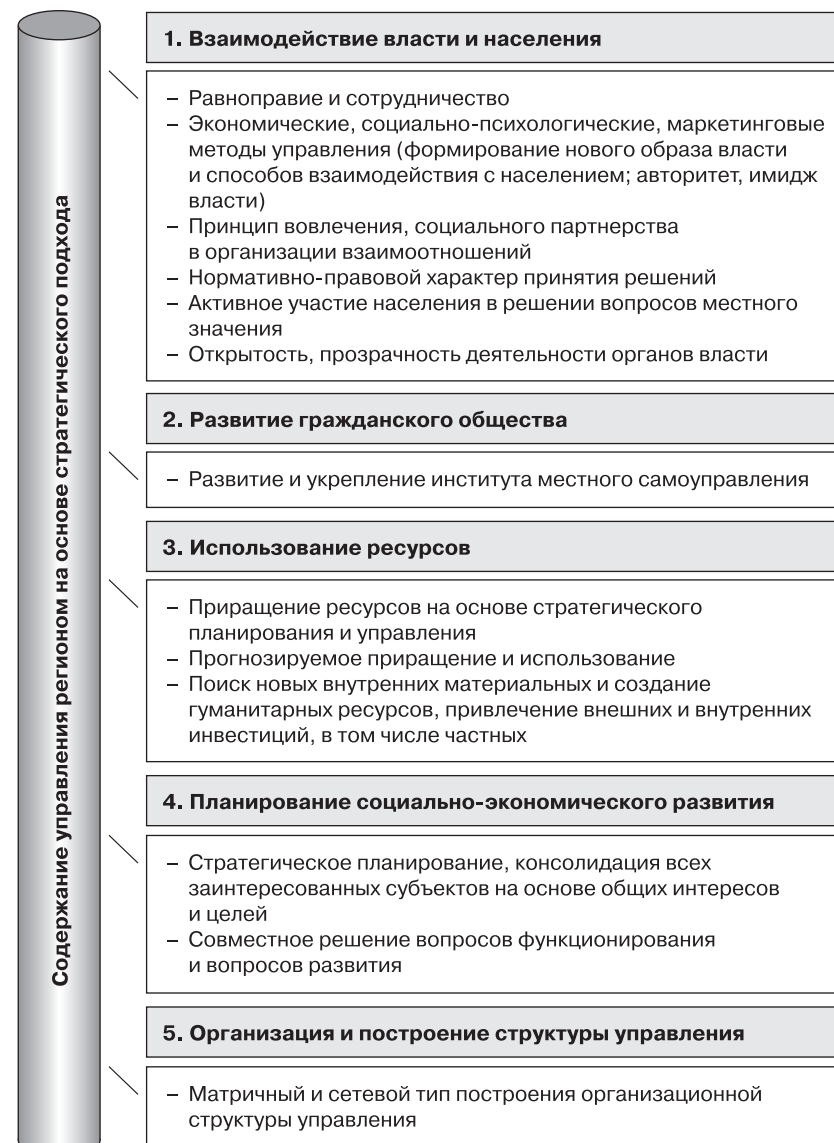 Содержание управления регионом на основе стратегического подхода
1. Взаимодействие власти и населения
– Равноправие и сотрудничество
– Экономические, социально-психологические, маркетинговые
методы управления (формирование нового образа власти
и способов взаимодействия с населением; авторитет, имидж
власти)
– Принцип вовлечения, социального партнерства
в организации взаимоотношений
– Нормативно-правовой характер принятия решений
– Активное участие населения в решении вопросов местного
значения
– Открытость, прозрачность деятельности органов власти
2. Развитие гражданского общества
– Развитие и укрепление института местного самоуправления
3. Использование ресурсов
– Приращение ресурсов на основе стратегического
планирования и управления
– Прогнозируемое приращение и использование
– Поиск новых внутренних материальных и создание
гуманитарных ресурсов, привлечение внешних и внутренних
инвестиций, в том числе частных
4. Планирование социально-экономического развития
– Стратегическое планирование, консолидация всех
заинтересованных субъектов на основе общих интересов
и целей
– Совместное решение вопросов функционирования
и вопросов развития
5. Организация и построение структуры управления
– Матричный и сетевой тип построения организационной
структуры управления